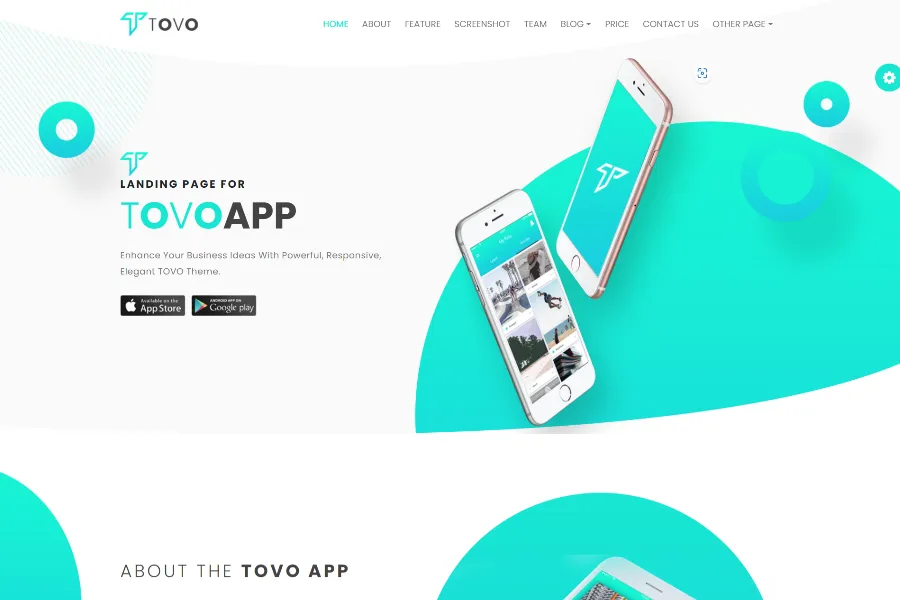 TOVO
HOME ABOUT FEATURE SCREENSHOT TEAM BLOG PRICE CONTACT US OTHER PAGE
LANDING PAGE FOR
TOVOAPP
Enhance Your Business Ideas With Powerful, Responsive,
Elegant TOVO Theme.
Available on the
App Store
ANDROID APP ON
Google play
ABOUT THE TOVO APP